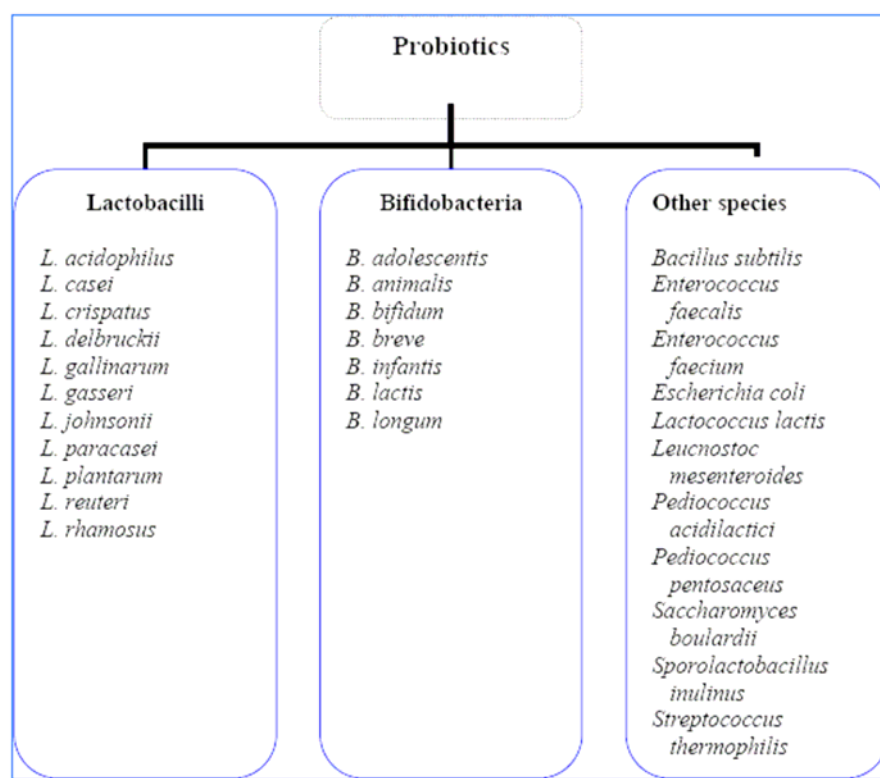 Probiotics
Lactobacilli
L. acidophilus
L. casei
L. crispatus
L. delbruckii
L. gallinarum
L. gasseri
L. johnsonii
L. paracasei
L. plantarum
L. reuteri
L. rhamosus
Bifidobacteria
B. adolescentis
B. animalis
B. bifidum
B. breve
B. infantis
B. lactis
B. longum
Other species
Bacillus subtilis
Enterococcus
faecalis
Enterococcus
faecium
Escherichia coli
Lactococcus lactis
Leucnostoc
mesenteroides
Pediococcus
acidilactici
Pediococcus
pentosaceus
Saccharomyces
boulardii
Sporolactobacillus
inulinus
Streptococcus
thermophilis